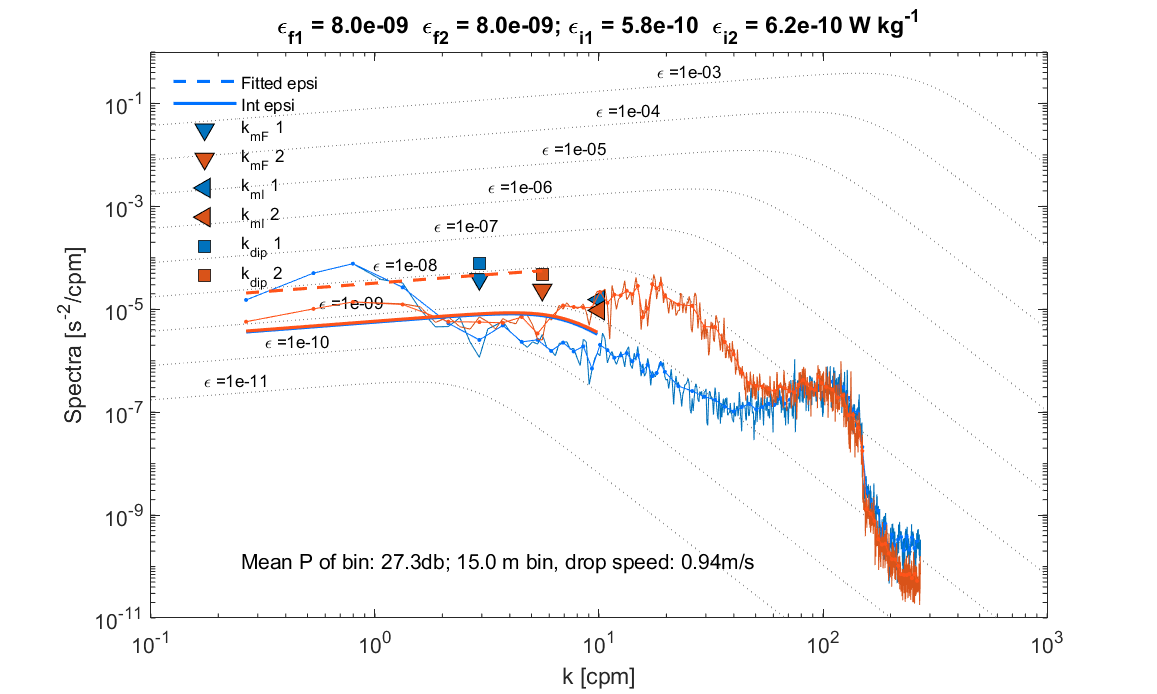 ϵf1 = 8.0e-09 ϵf2 = 8.0e-09; ϵi1 = 5.8e-10 ϵi2 = 6.2e-10 W kg-1
Fitted epsi
Int epsi
kmF 1
kmF 2
kmI 1
kmI 2
kdip 1
kdip 2
ϵ =1e-03
ϵ =1e-04
ϵ =1e-05
ϵ =1e-06
ϵ =1e-07
ϵ =1e-08
ϵ =1e-09
ϵ =1e-10
ϵ =1e-11
Mean P of bin: 27.3db; 15.0 m bin, drop speed: 0.94m/s
Spectra [s-2/cpm]
10-1
10-3
10-5
10-7
10-9
10-11
10-1
100
101
102
103
k [cpm]